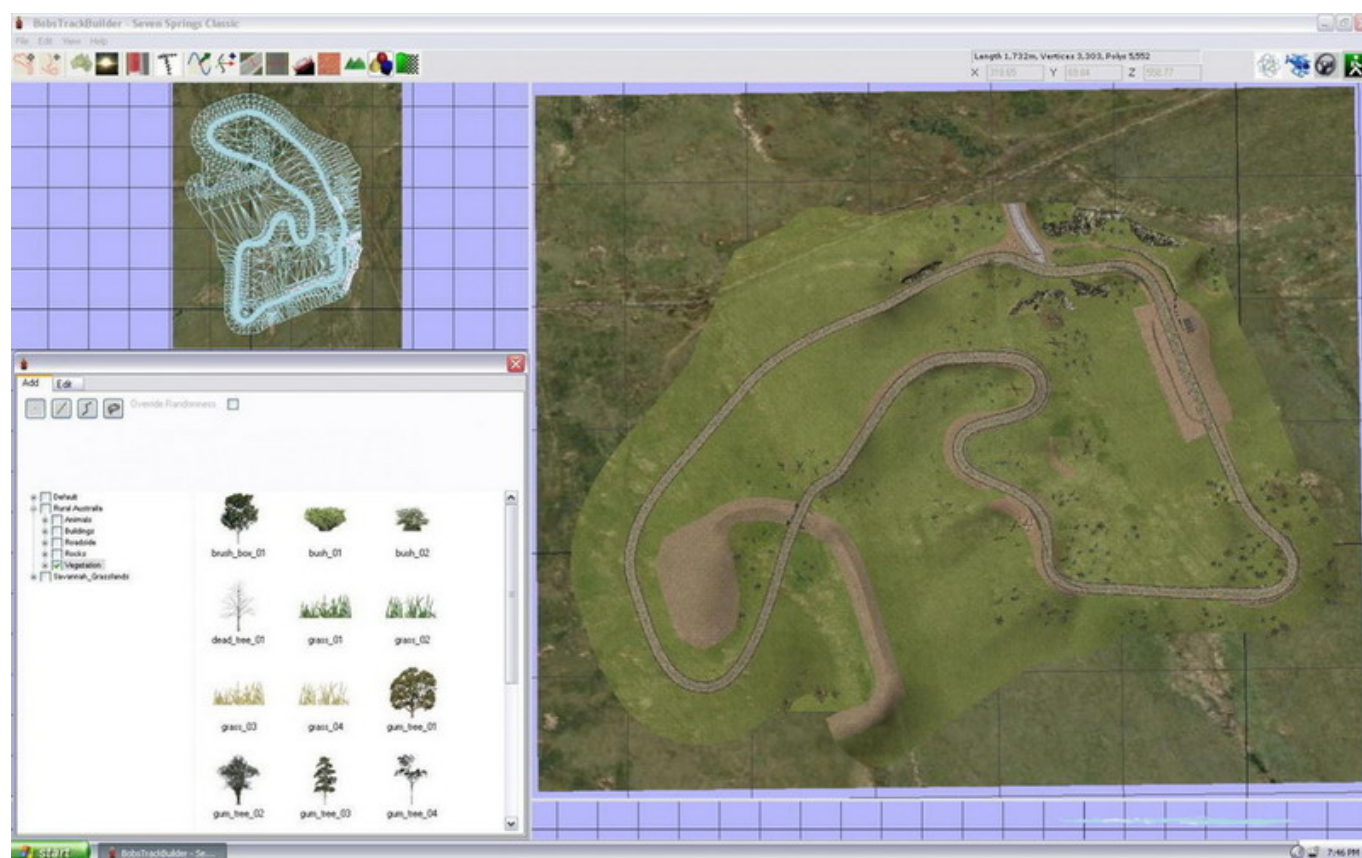 BobsTrackBuilder - Seven Springs Classic
File Edit View Help
Length 1,732m, Vertices 3,303, Polys 5,552
X Y Z
Add Edit
Override Randomness
Default
Rural Australia
Animals
Buildings
Roadside
Rocks
Vegetation
Savannah_Grasslands
brush_box_01 bush_01 bush_02
dead_tree_01 grass_01 grass_02
grass_03 grass_04 gum_tree_01
gum_tree_02 gum_tree_03 gum_tree_04
start BobsTrackBuilder - Se... 7:46 PM